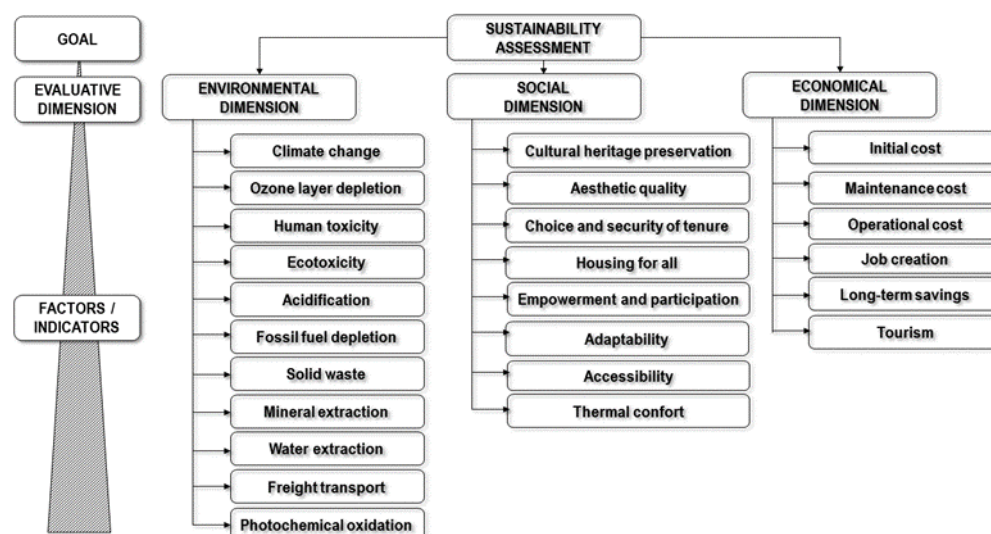 GOAL
EVALUATIVE
DIMENSION
FACTORS /
INDICATORS
SUSTAINABILITY
ASSESSMENT
ENVIRONMENTAL
DIMENSION
Climate change
Ozone layer depletion
Human toxicity
Ecotoxicity
Acidification
Fossil fuel depletion
Solid waste
Mineral extraction
Water extraction
Freight transport
Photochemical oxidation
SOCIAL
DIMENSION
Cultural heritage preservation
Aesthetic quality
Choice and security of tenure
Housing for all
Empowerment and participation
Adaptability
Accessibility
Thermal confort
ECONOMICAL
DIMENSION
Initial cost
Maintenance cost
Operational cost
Job creation
Long-term savings
Tourism